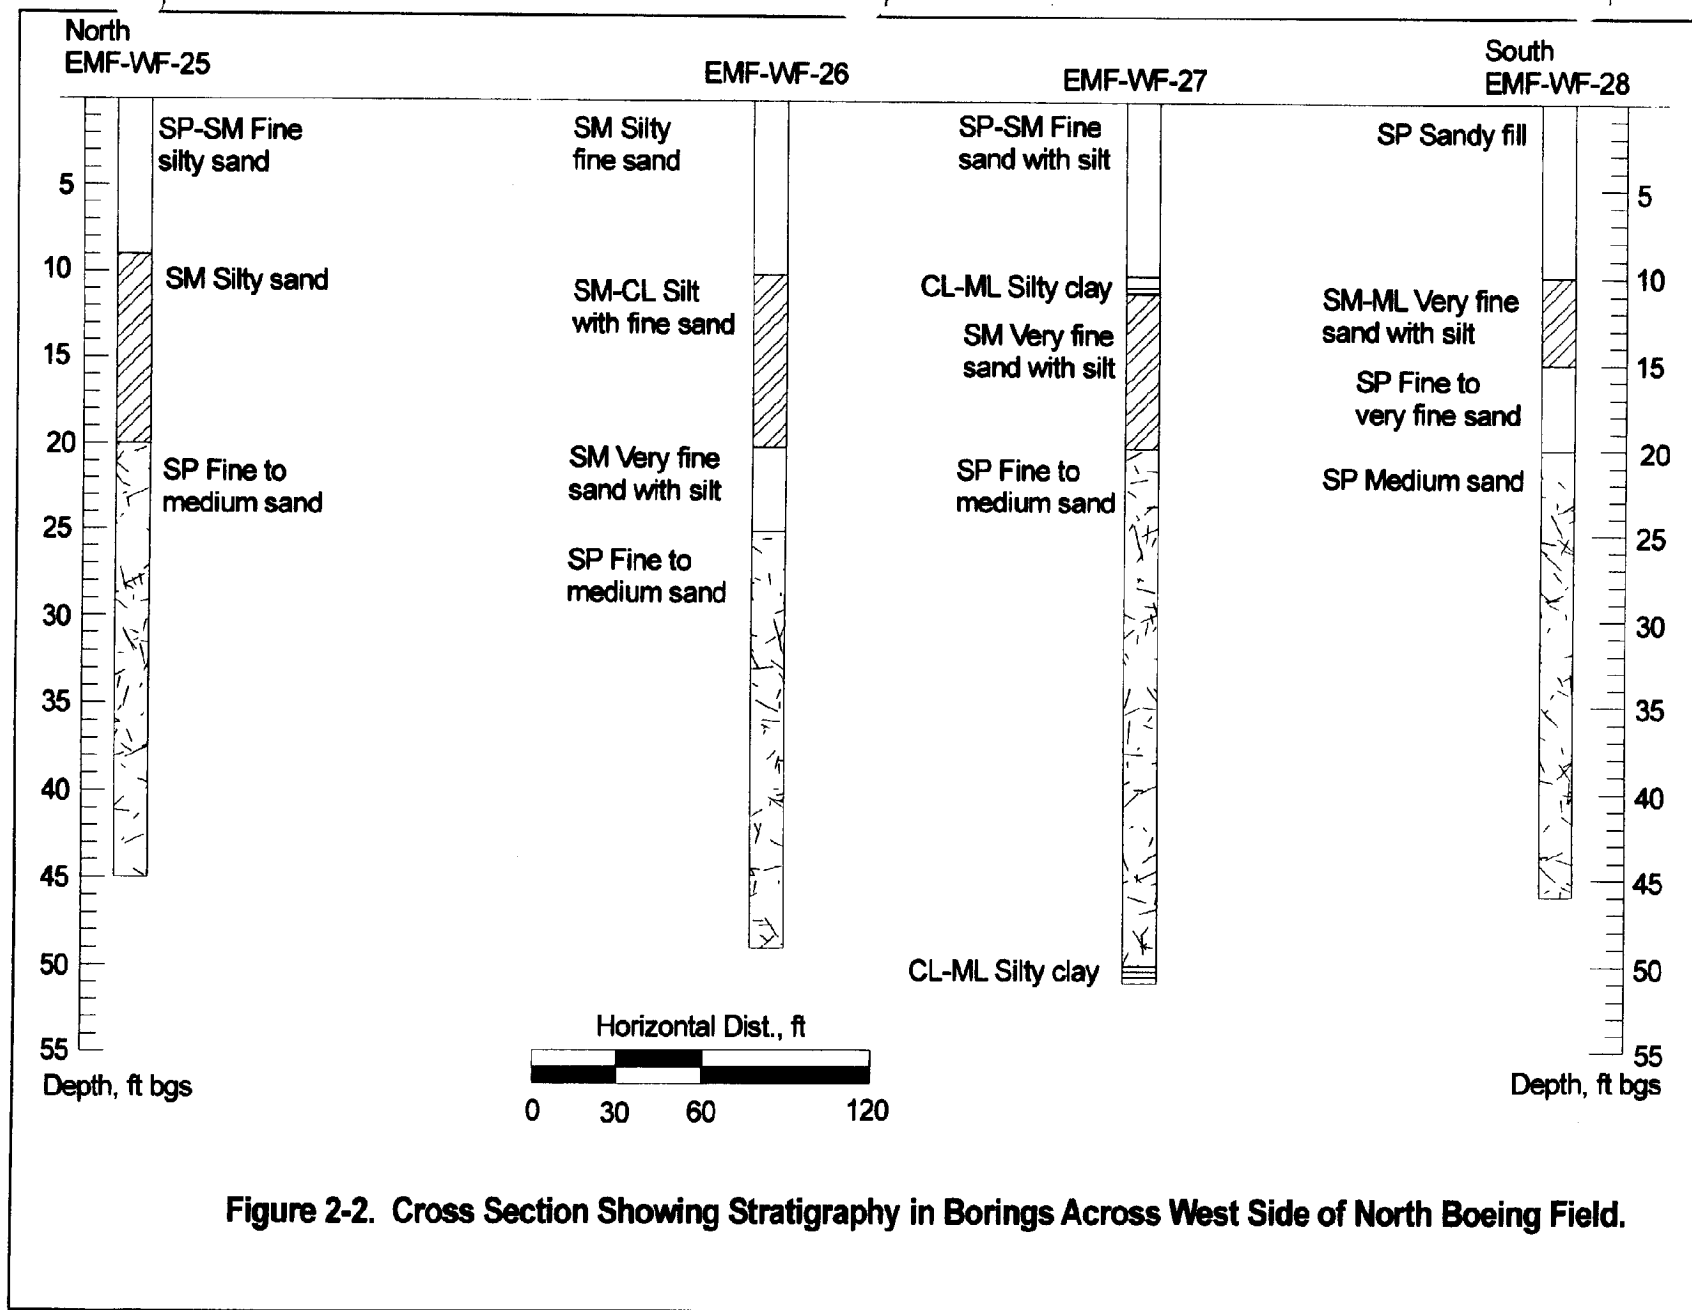 North
EMF-WF-25
EMF-WF-26
EMF-WF-27
South
EMF-WF-28
SP-SM Fine
silty sand
SM Silty sand
SP Fine to
medium sand
SM Silty
fine sand
SM-CL Silt
with fine sand
SM Very fine
sand with silt
SP Fine to
medium sand
SP-SM Fine
sand with silt
CL-ML Silty clay
SM Very fine
sand with silt
SP Fine to
medium sand
CL-ML Silty clay
SP Sandy fill
SM-ML Very fine
sand with silt
SP Fine to
very fine sand
SP Medium sand
5
10
15
20
25
30
35
40
45
50
55
Depth, ft bgs
5
10
15
20
25
30
35
40
45
50
55
Depth, ft bgs
Horizontal Dist., ft
0 30 60 120
Figure 2-2. Cross Section Showing Stratigraphy in Borings Across West Side of North Boeing Field.